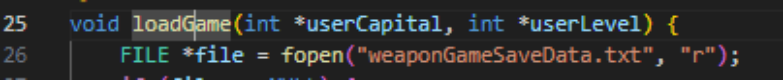 25 void loadGame(int *userCapital, int *userLevel) {
26 FILE *file = fopen("weaponGameSaveData.txt", "r");